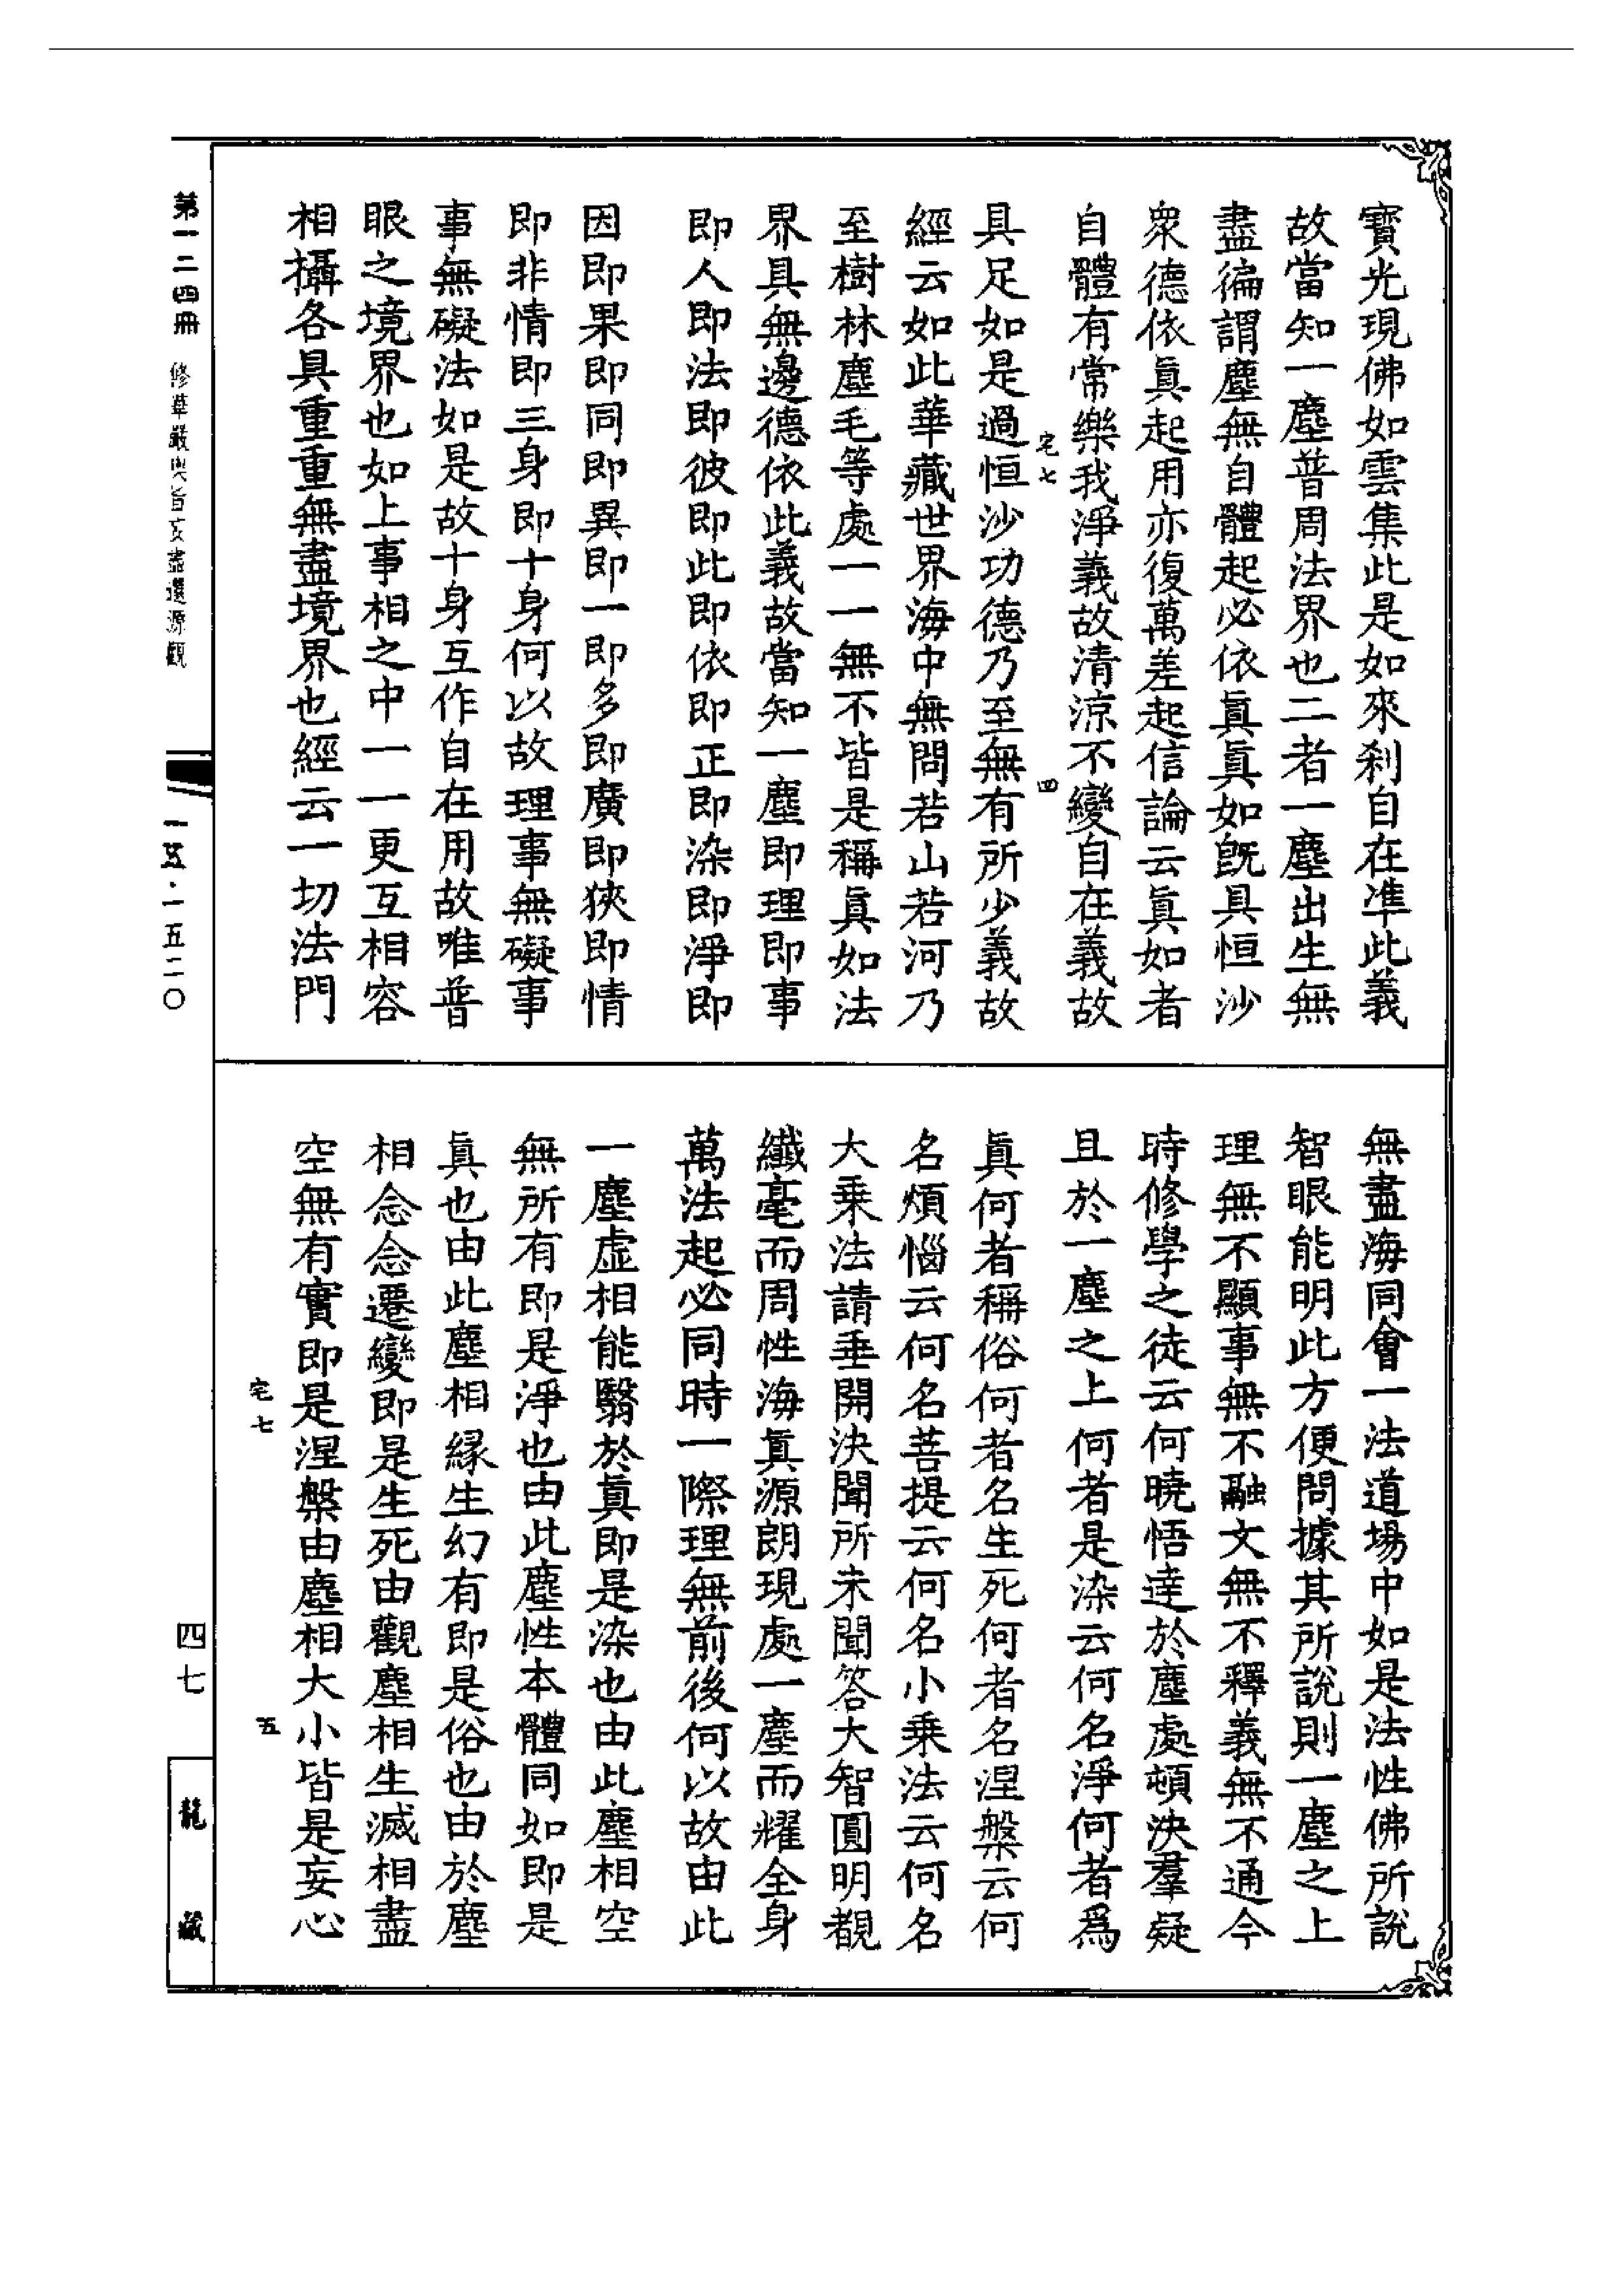 寶光現佛如雲集此是如來刹自在準此義
故當知一塵普周法界也二者一塵出生無
盡徧謂塵無自體起必依眞眞如旣具恒沙
衆德依眞起用亦復萬差起信論云眞如者
自體有常樂我淨義故清涼不變自在義故
宅七 四
具足如是過恒沙功德乃至無有所少義故
經云如此華藏世界海中無問若山若河乃
至樹林塵毛等處一一無不皆是稱眞如法
界具無邊德依此義故當知一塵即理即事
即人即法即彼即此即依即正即染即淨即
因即果即同即異即一即多即廣即狹即情
即非情即三身即十身何以故理事無礙事
事無礙法如是故十身互作自在用故唯普
眼之境界也如上事相之中一一更互相容
相攝各具重重無盡境界也經云一切法門
無盡海同會一法道場中如是法性佛所說
智眼能明此方便問據其所說則一塵之上
理無不顯事無不融文無不釋義無不通今
時修學之徒云何曉悟達於塵處頓決羣疑
且於一塵之上何者是染云何名淨何者爲
眞何者稱俗何者名生死何者名涅槃云何
名煩惱云何名菩提云何名小乘法云何名
大乘法請垂開決聞所未聞答大智圓明覩
纖毫而周性海眞源朗現處一塵而耀全身
萬法起必同時一際理無前後何以故由此
一塵虛相能翳於眞即是染也由此塵相空
無所有即是淨也由此塵性本體同如即是
眞也由此塵相緣生幻有即是俗也由於塵
相念念遷變即是生死由觀塵相生滅相盡
空無有實即是涅槃由塵相大小皆是妄心
宅七 五
第一二四冊 修華嚴奧旨妄盡還源觀
一五·一五二〇
四七
龍藏